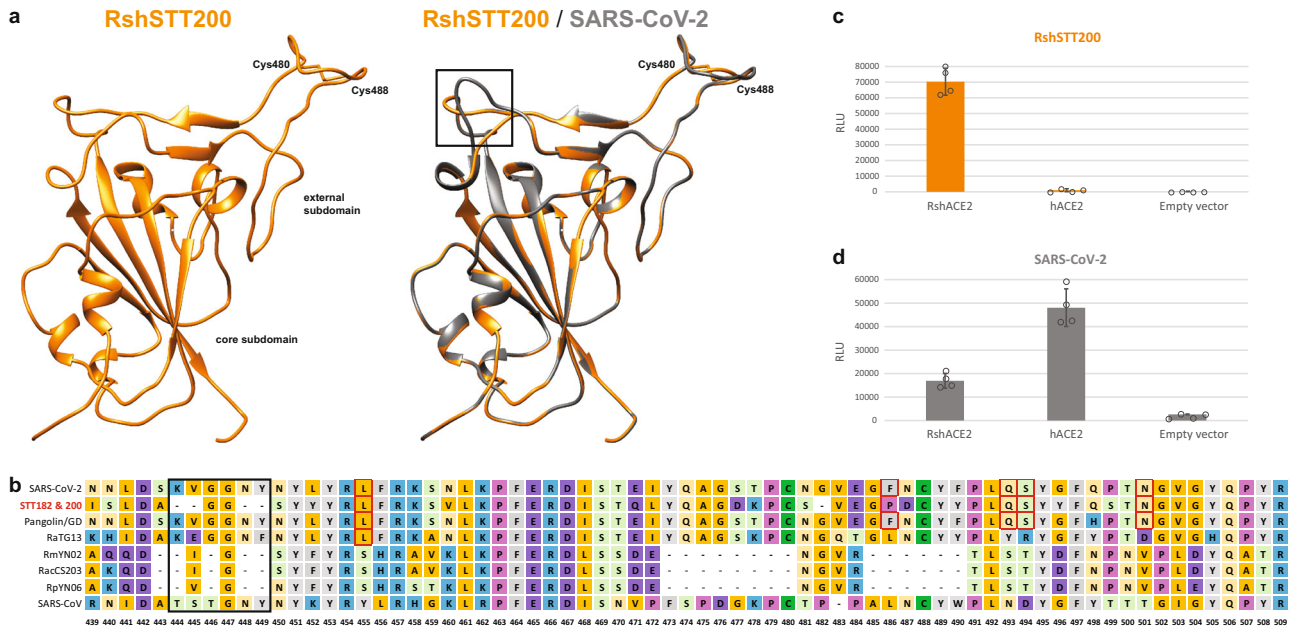 a
RshSTT200
RshSTT200 / SARS-CoV-2
Cys480
Cys488
external subdomain
core subdomain
Cys480
Cys488
c
RshSTT200
RLU
80000
70000
60000
50000
40000
30000
20000
10000
0
RshACE2 hACE2 Empty vector
d
SARS-CoV-2
RLU
60000
50000
40000
30000
20000
10000
0
RshACE2 hACE2 Empty vector
b
SARS-CoV-2 N N L D S K V G G N Y N Y L Y R L F R K S N L K P F E R D I S T E I Y Q A G S T P C N G V E G F N C Y F P L Q S Y G F Q P T N G V G Y Q P Y R
STT182 & 200 I S L D A - - G G - - S Y Y Y R L F R K S N L K P F E R D I S T Q L Y Q A G D K P C S - V E G P D C Y Y P L Q S Y Y F Q S T N G V G Y Q P Y R
Pangolin/GD N N L D S K V G G N Y N Y L Y R L F R K S N L K P F E R D I S T E I Y Q A G S T P C N G V E G F N C Y F P L Q S Y G F H P T N G V G Y Q P Y R
RaTG13 K H I D A K E G G N F N Y L Y R L F R K A N L K P F E R D I S T E I Y Q A G S K P C N G Q T G L N C Y Y P L Y R Y G F Y P T D G V G H Q P Y R
RmYN02 A Q Q D - - I - G - - S Y F Y R S H R A V K L K P F E R D L S S D E - - - - - - - - N G V R - - - - - - T L S T Y D F N P N V P L D Y Q A T R
RacCS203 A K Q D - - I - G - - S Y F Y R S H R A V K L K P F E R D L S S D E - - - - - - - - N G V R - - - - - - T L S T Y D F N P N V P L D Y Q A T R
RpYN06 A K Q D - - V - G - - N Y F Y R S H R S T K L K P F E R D L S S D E - - - - - - - - N G V R - - - - - - T L S T Y D F N P N V P L E Y Q A T R
SARS-CoV R N I D A T S T G N Y N Y K Y R Y L R H G K L R P F E R D I S N V P F S P D G K P C T P - P A L N C Y W P L N D Y G F Y T T T G I G Y Q P Y R
439 440 441 442 443 444 445 446 447 448 449 450 451 452 453 454 455 456 457 458 459 460 461 462 463 464 465 466 467 468 469 470 471 472 473 474 475 476 477 478 479 480 481 482 483 484 485 486 487 488 489 490 491 492 493 494 495 496 497 498 499 500 501 502 503 504 505 506 507 508 509